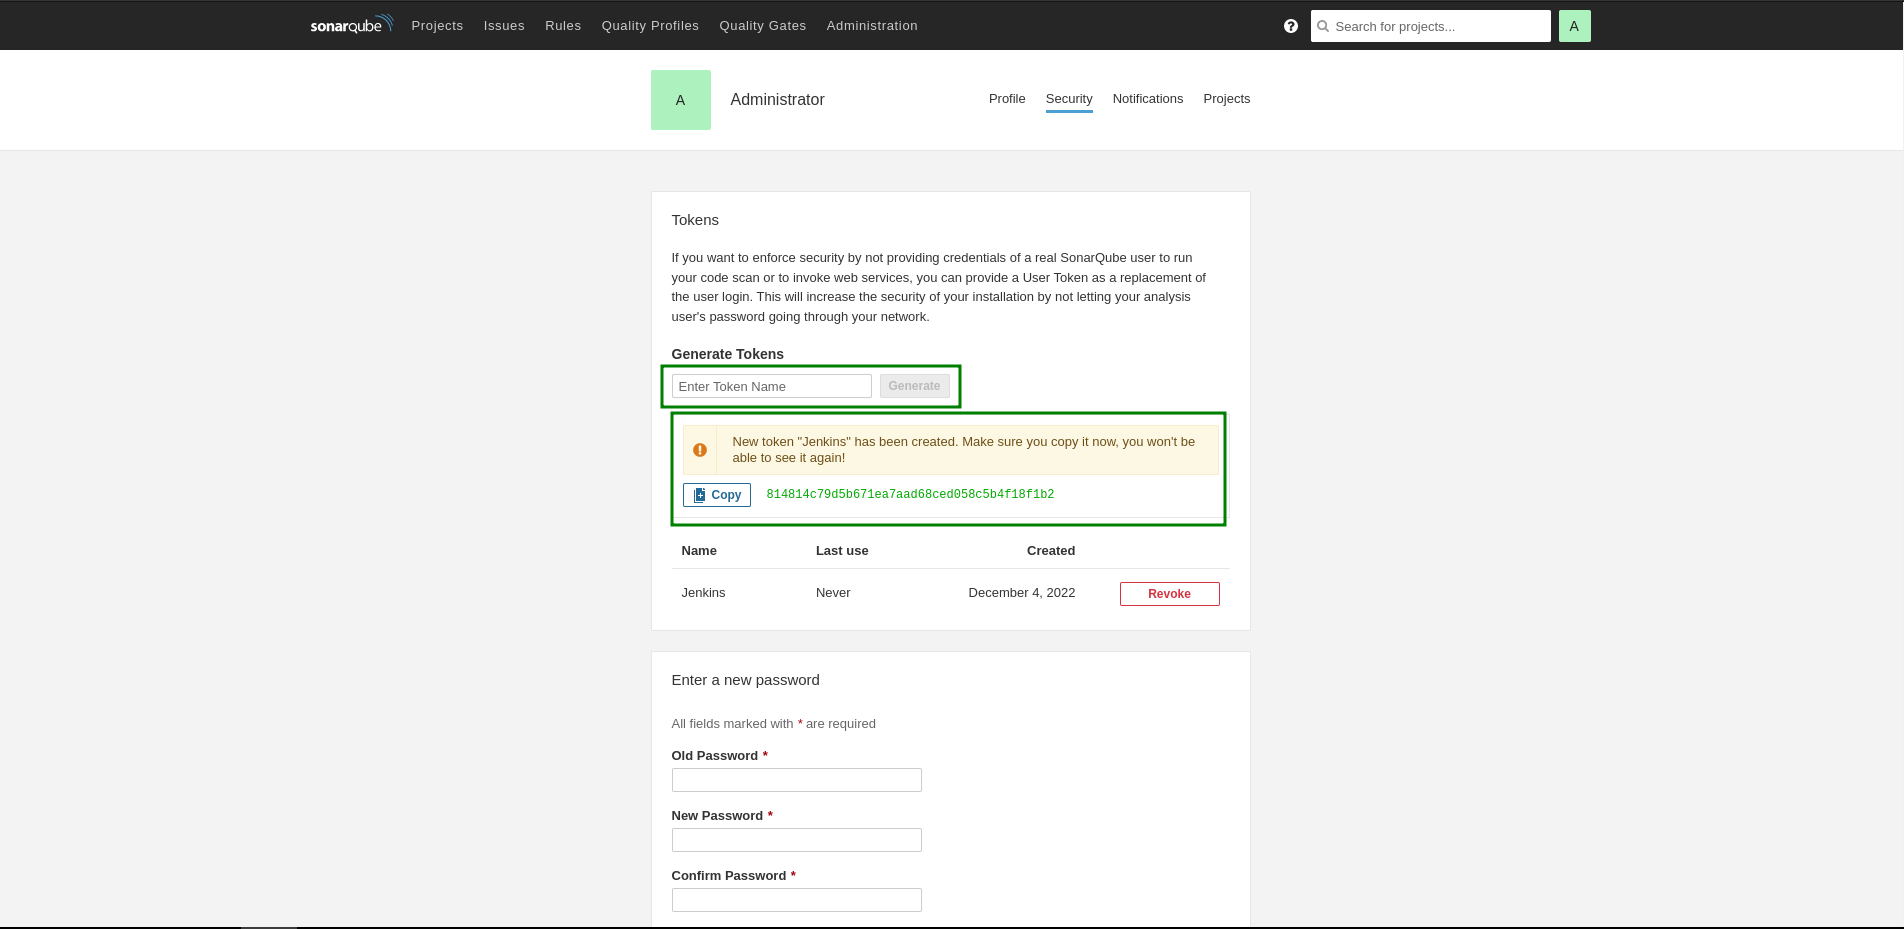 sonarqube Projects Issues Rules Quality Profiles Quality Gates Administration ? Search for projects... A
A Administrator Profile Security Notifications Projects
Tokens
If you want to enforce security by not providing credentials of a real SonarQube user to run
your code scan or to invoke web services, you can provide a User Token as a replacement of
the user login. This will increase the security of your installation by not letting your analysis
user's password going through your network.
Generate Tokens
Enter Token Name Generate
New token "Jenkins" has been created. Make sure you copy it now, you won't be
able to see it again!
Copy 814814c79d5b671ea7aad68ced058c5b4f18f1b2
Name Last use Created
Jenkins Never December 4, 2022 Revoke
Enter a new password
All fields marked with * are required
Old Password *
New Password *
Confirm Password *